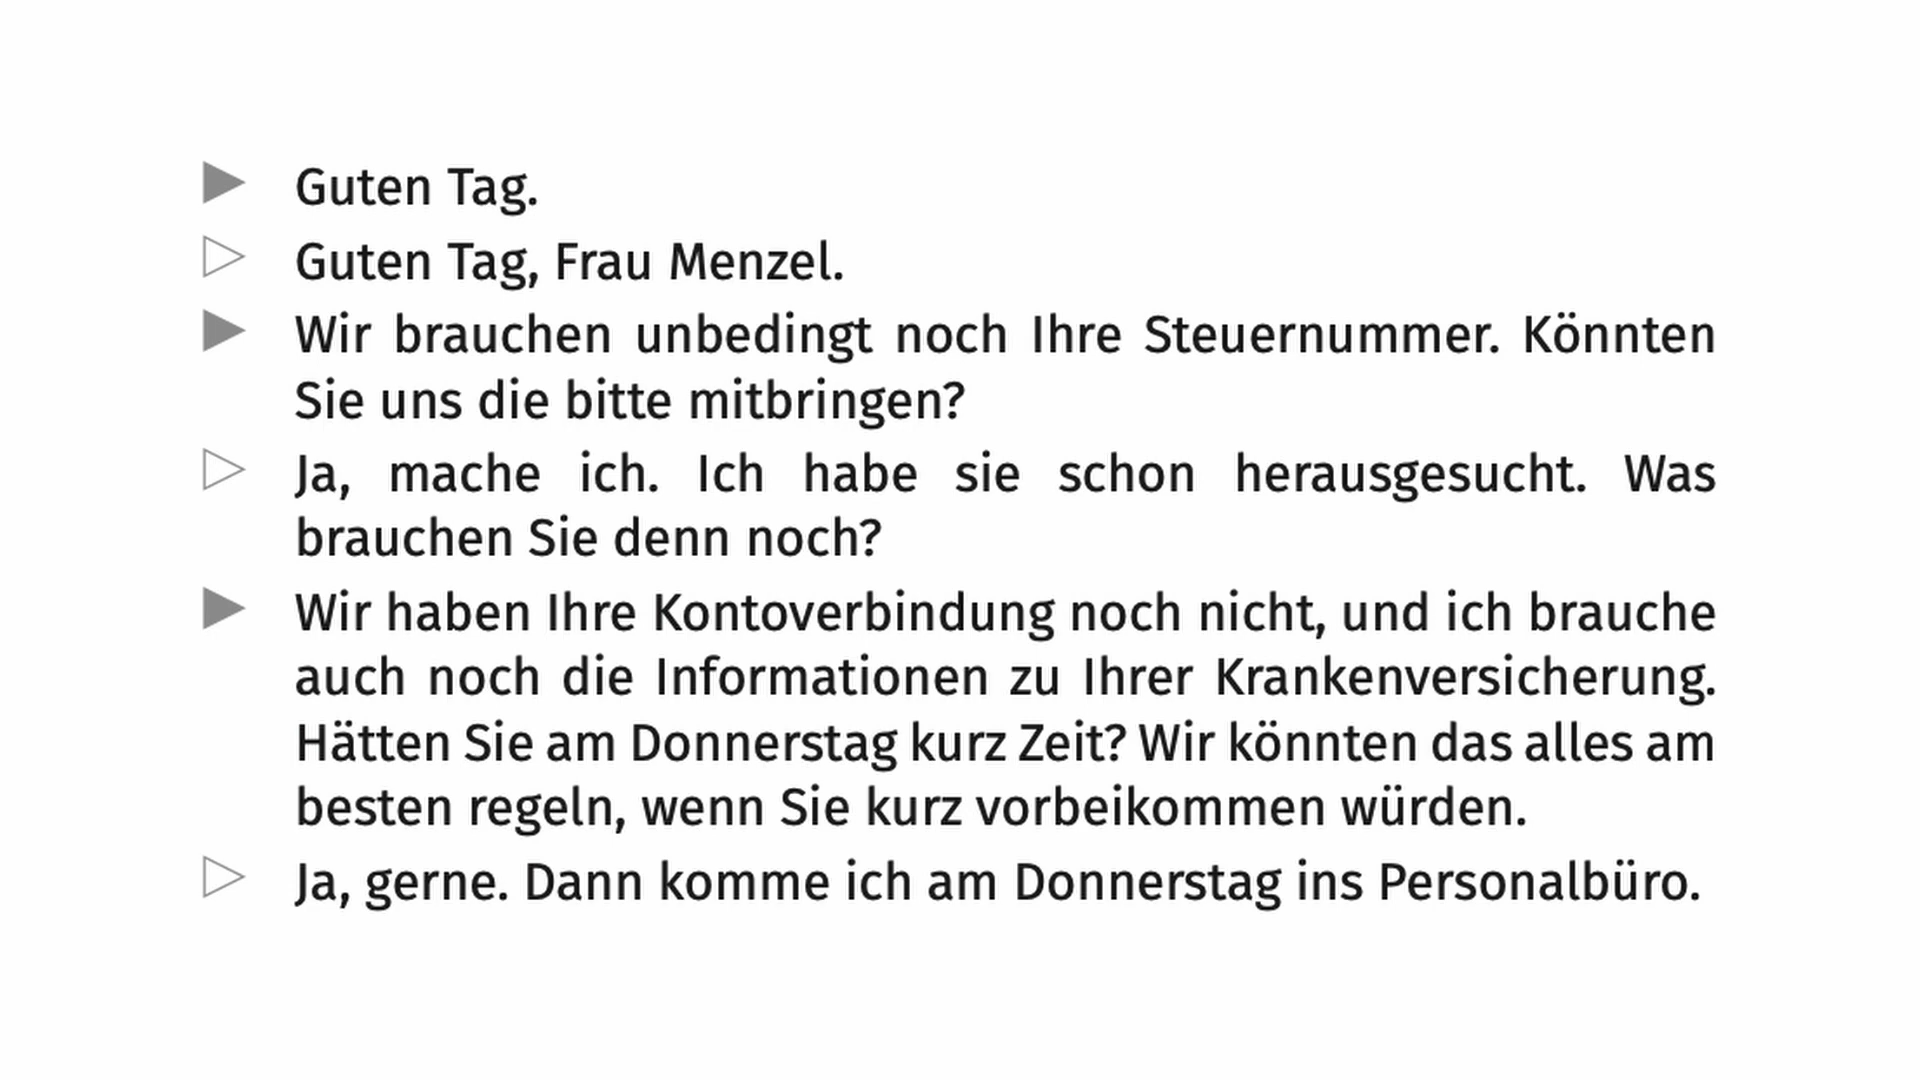 Guten Tag.
Guten Tag, Frau Menzel.
Wir brauchen unbedingt noch Ihre Steuernummer. Könnten
Sie uns die bitte mitbringen?
Ja, mache ich. Ich habe sie schon herausgesucht. Was
brauchen Sie denn noch?
Wir haben Ihre Kontoverbindung noch nicht, und ich brauche
auch noch die Informationen zu Ihrer Krankenversicherung.
Hätten Sie am Donnerstag kurz Zeit? Wir könnten das alles am
besten regeln, wenn Sie kurz vorbeikommen würden.
Ja, gerne. Dann komme ich am Donnerstag ins Personalbüro.